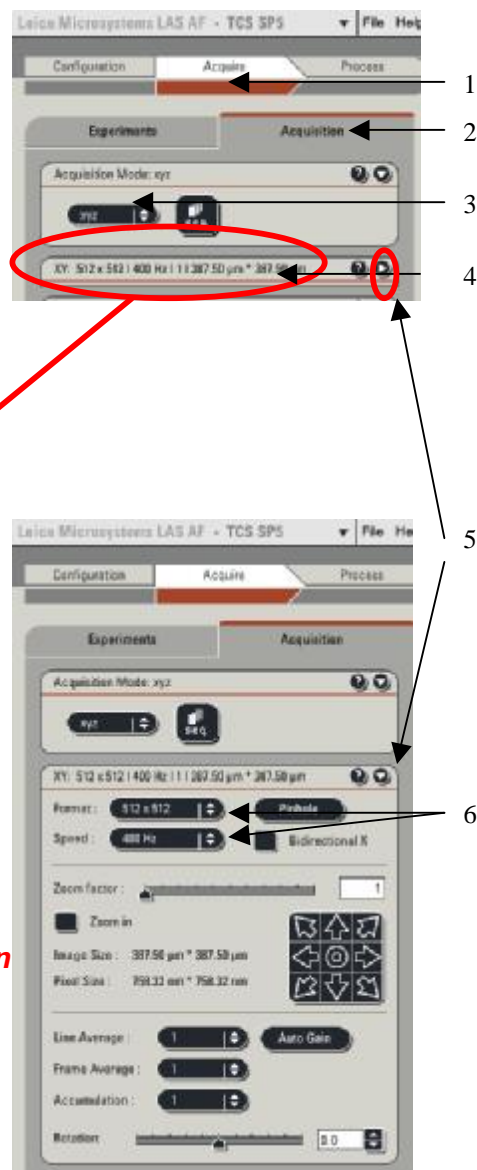 Leica Microsystems LAS AF - TCS SP5 File Help
Configuration Acquire Process
1
Experiments Acquisition
2
Acquisition Mode: xyz
xyz
3
SEQ
XY: 512 x 512 | 400 Hz | 1 | 387.50 µm * 387.50 µm
4
5
Leica Microsystems LAS AF - TCS SP5 File He
Configuration Acquire Process
Experiments Acquisition
Acquisition Mode: xyz
xyz SEQ
XY: 512 x 512 | 400 Hz | 1 | 387.50 µm * 387.50 µm
Format : 512 x 512 Pinhole
6
Speed : 400 Hz Bidirectional X
Zoom factor : 1
Zoom in
n
Image Size : 387.50 µm * 387.50 µm
Pixel Size : 758.32 nm * 758.32 nm
Line Average : 1 Auto Gain
Frame Average : 1
Accumulation : 1
Rotation 0.0